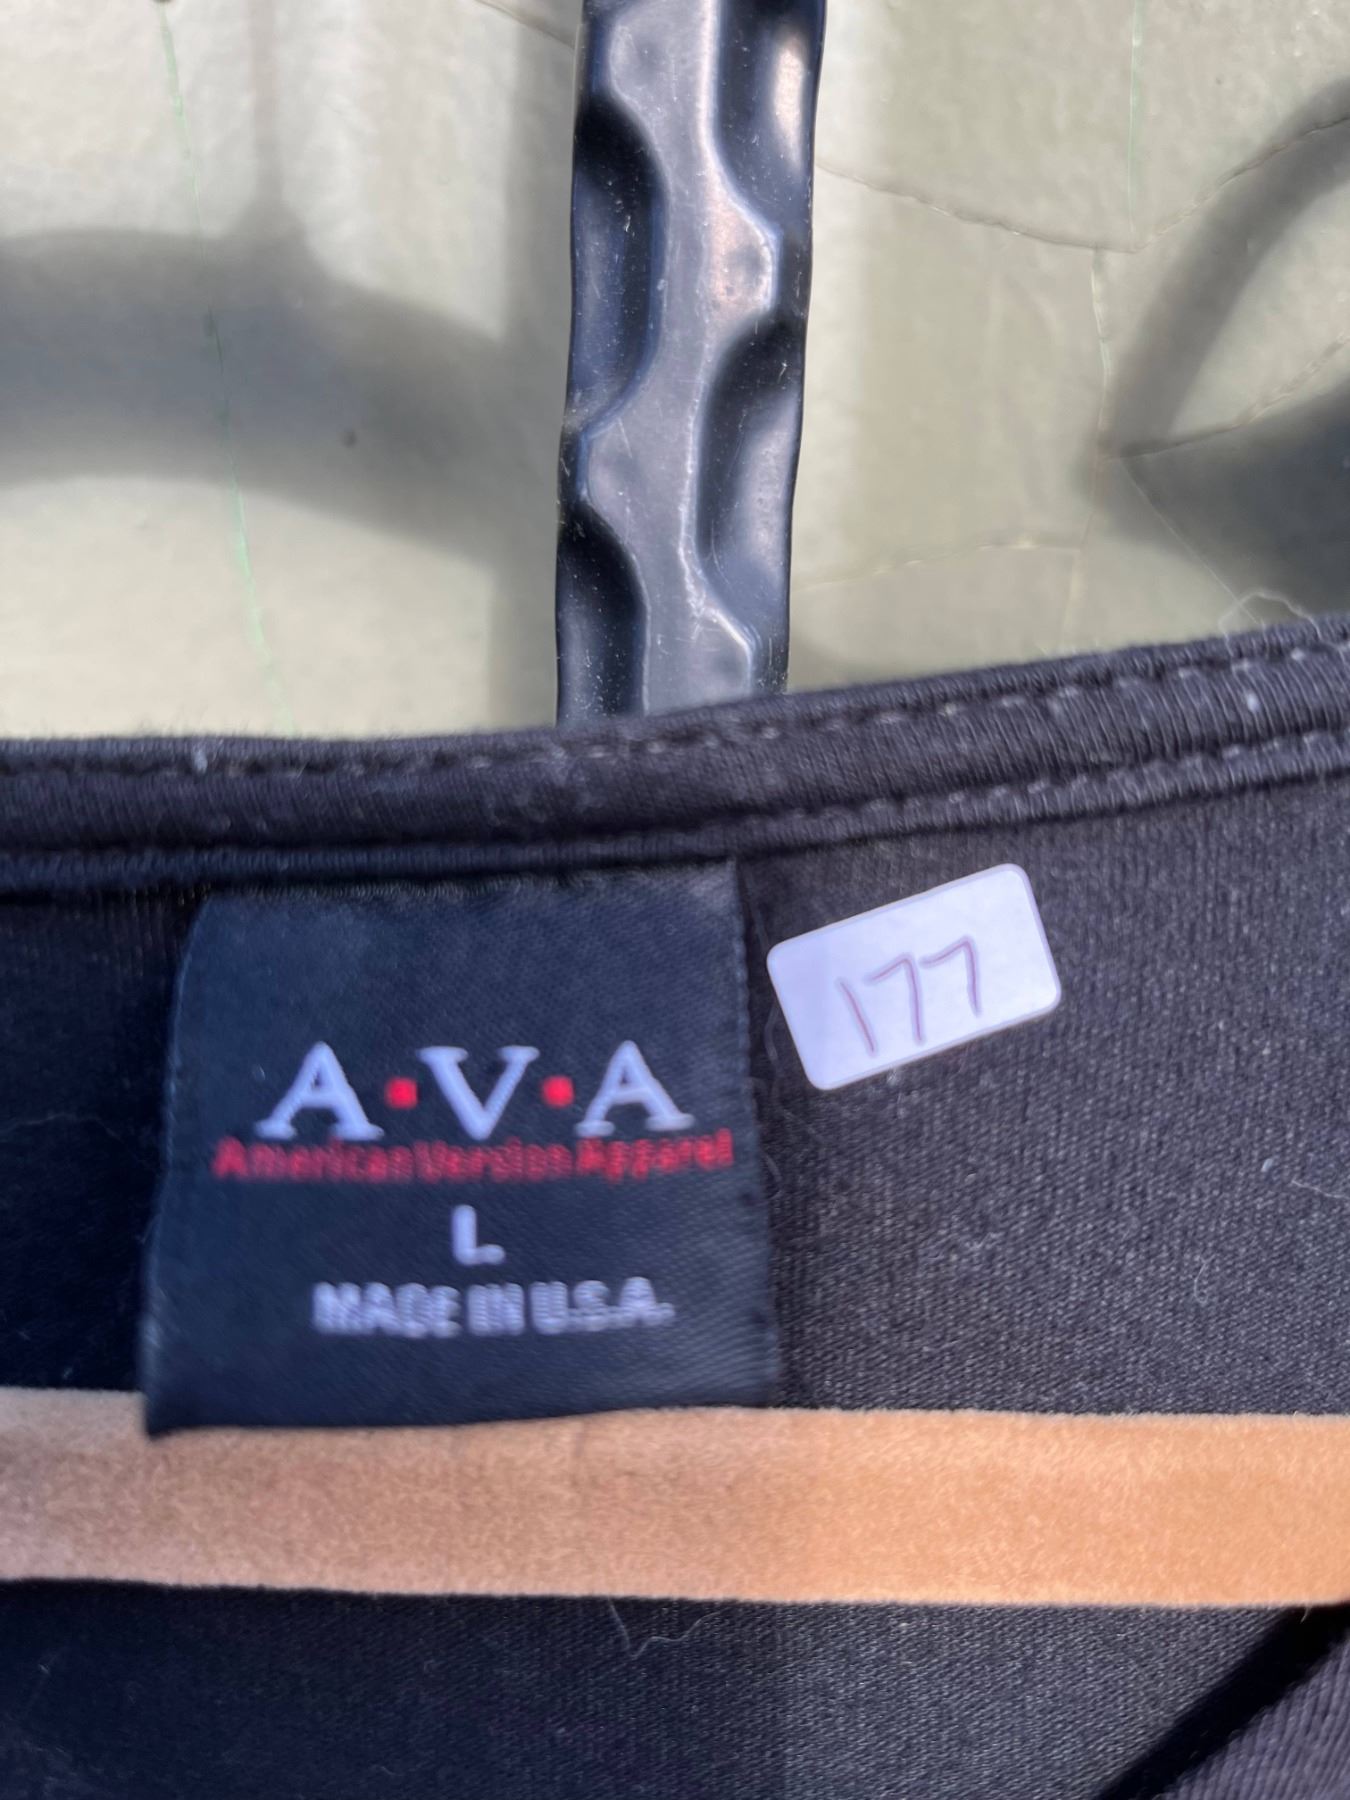 A·V·A
American Version Apparel
L
MADE IN U.S.A.
177